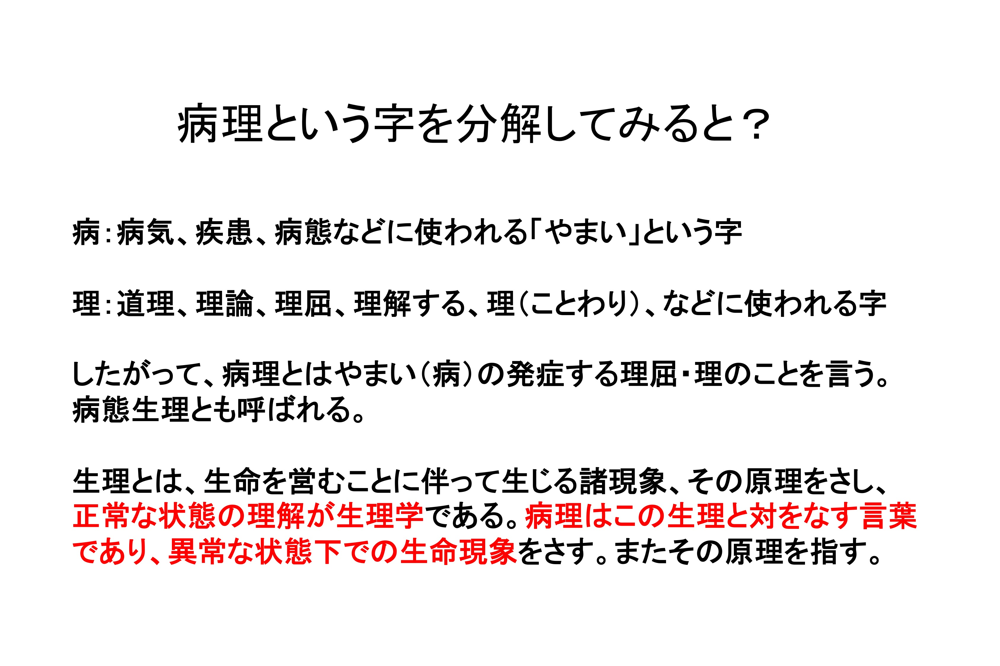 病理という字を分解してみると？
病：病気、疾患、病態などに使われる「やまい」という字
理：道理、理論、理屈、理解する、理（ことわり）、などに使われる字
したがって、病理とはやまい（病）の発症する理屈・理のことを言う。
病態生理とも呼ばれる。
生理とは、生命を営むことに伴って生じる諸現象、その原理をさし、
正常な状態の理解が生理学である。病理はこの生理と対をなす言葉
であり、異常な状態下での生命現象をさす。またその原理を指す。